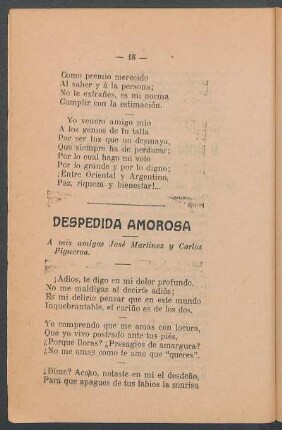 — 18 —
Como premio merecido
Al saber y á la persona;
No te extrañes, es mi norma
Cumplir con la estimación.
Yo venero amigo mio
A los genios de tu talla
Por ser luz que no desmaya,
Que siempre ha de perdurar;
Por lo cual hago mi voto
Por lo grande y por lo digno;
¡Entre Oriental y Argentino,
Paz, riqueza y bienestar!...
DESPEDIDA AMOROSA
A mis amigos José Martinez y Carlos
Figueroa.
¡Adios, te digo en mi dolor profundo,
No me maldigas al decirte adiós;
Es mi delirio pensar que en este mundo
Inquebrantable, el cariño es de los dos,
Yo comprendo que me amas con locura,
Que yo vivo postrado ante tus piés,
¿Porque lloras? ¿Presagios de amargura?
¿No me amas como te amo que "queres".
¿Dime? Acaso, notaste en mi el desdeño,
Para que apagues de tus labios la sonrisa